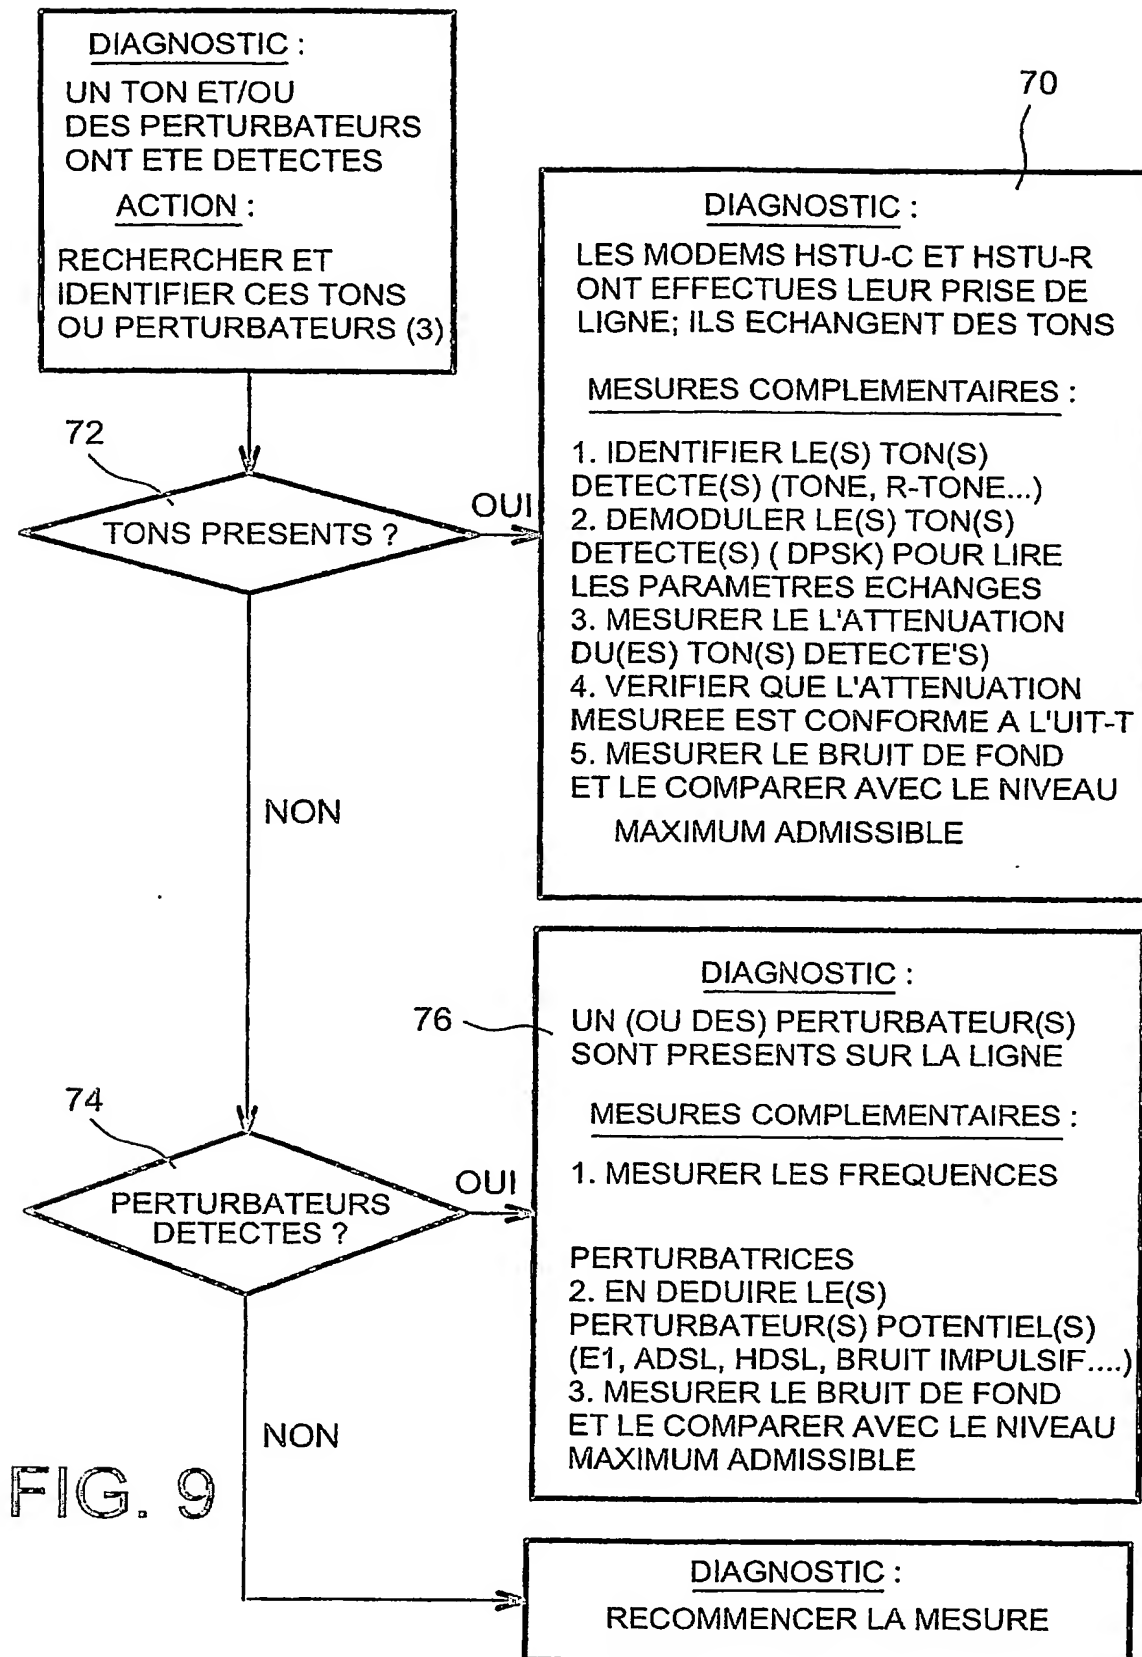 DIAGNOSTIC :
UN TON ET/OU
DES PERTURBATEURS
ONT ETE DETECTES
ACTION :
RECHERCHER ET
IDENTIFIER CES TONS
OU PERTURBATEURS (3)
70
DIAGNOSTIC :
LES MODEMS HSTU-C ET HSTU-R
ONT EFFECTUES LEUR PRISE DE
LIGNE; ILS ECHANGENT DES TONS
MESURES COMPLEMENTAIRES :
1. IDENTIFIER LE(S) TON(S)
DETECTE(S) (TONE, R-TONE...)
2. DEMODULER LE(S) TON(S)
DETECTE(S) ( DPSK) POUR LIRE
LES PARAMETRES ECHANGES
3. MESURER LE L'ATTENUATION
DU(ES) TON(S) DETECTE'S)
4. VERIFIER QUE L'ATTENUATION
MESUREE EST CONFORME A L'UIT-T
5. MESURER LE BRUIT DE FOND
ET LE COMPARER AVEC LE NIVEAU
MAXIMUM ADMISSIBLE
72
TONS PRESENTS ?
OUI
NON
76
DIAGNOSTIC :
UN (OU DES) PERTURBATEUR(S)
SONT PRESENTS SUR LA LIGNE
MESURES COMPLEMENTAIRES :
1. MESURER LES FREQUENCES
PERTURBATRICES
2. EN DEDUIRE LE(S)
PERTURBATEUR(S) POTENTIEL(S)
(E1, ADSL, HDSL, BRUIT IMPULSIF....)
3. MESURER LE BRUIT DE FOND
ET LE COMPARER AVEC LE NIVEAU
MAXIMUM ADMISSIBLE
74
PERTURBATEURS
DETECTES ?
OUI
NON
FIG. 9
DIAGNOSTIC :
RECOMMENCER LA MESURE